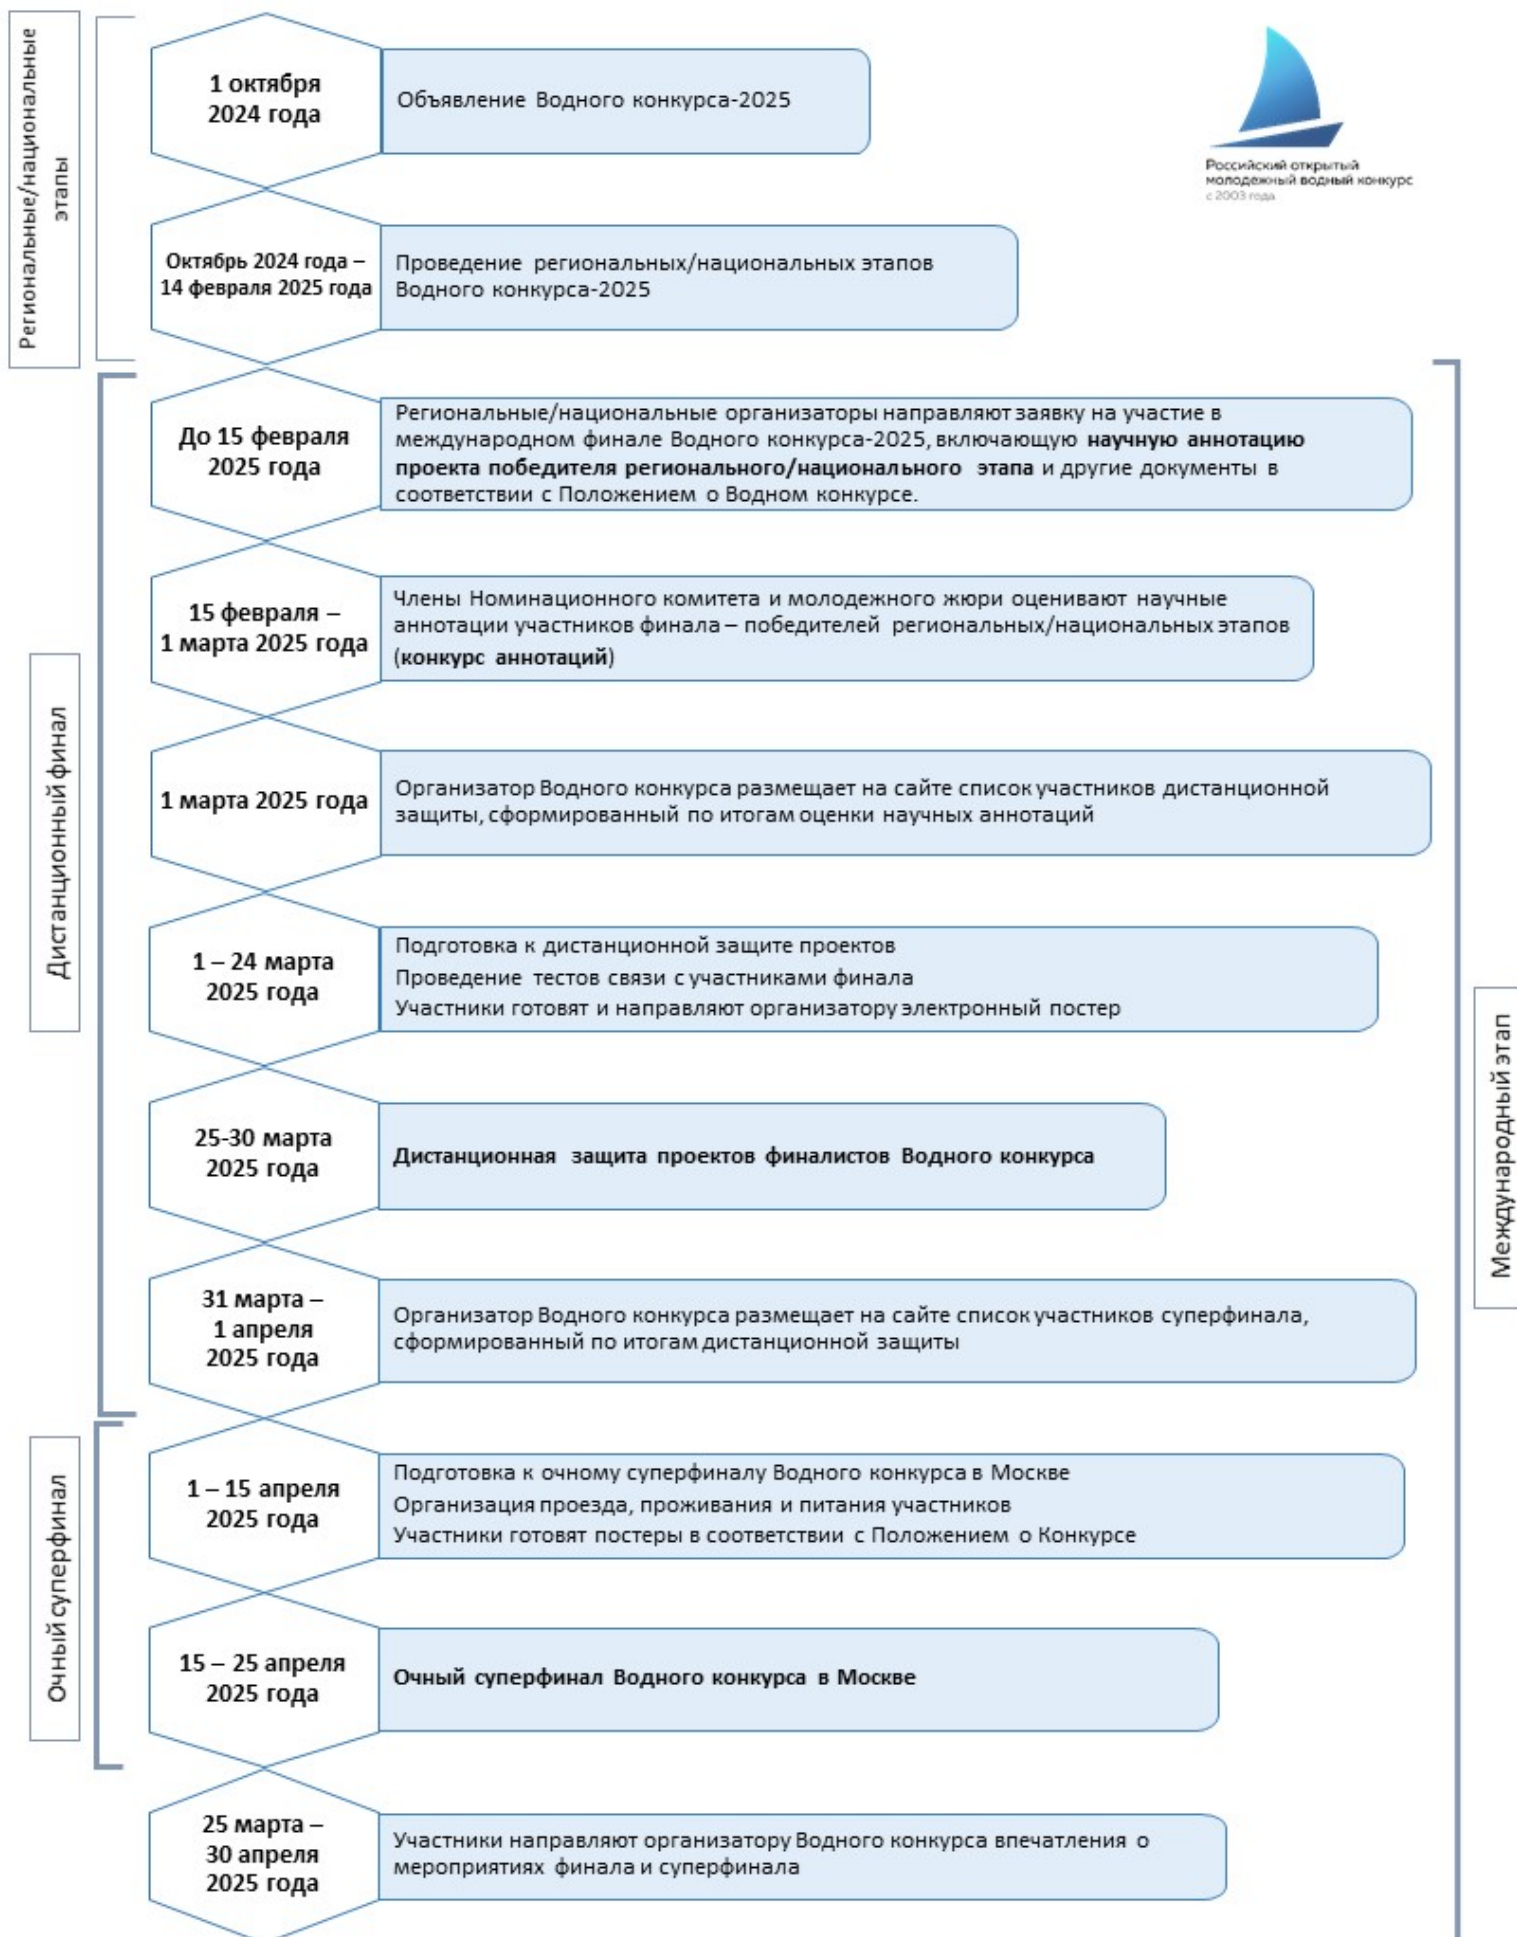 Региональные/национальные
этапы
1 октября
2024 года
Объявление Водного конкурса-2025
Российский открытый
молодежный водный конкурс
с 2003 года
Октябрь 2024 года –
14 февраля 2025 года
Проведение региональных/национальных этапов
Водного конкурса-2025
Дистанционный финал
Международный этап
До 15 февраля
2025 года
Региональные/национальные организаторы направляют заявку на участие в
международном финале Водного конкурса-2025, включающую научную аннотацию
проекта победителя регионального/национального этапа и другие документы в
соответствии с Положением о Водном конкурсе.
15 февраля –
1 марта 2025 года
Члены Номинационного комитета и молодежного жюри оценивают научные
аннотации участников финала – победителей региональных/национальных этапов
(конкурс аннотаций)
1 марта 2025 года
Организатор Водного конкурса размещает на сайте список участников дистанционной
защиты, сформированный по итогам оценки научных аннотаций
1 – 24 марта
2025 года
Подготовка к дистанционной защите проектов
Проведение тестов связи с участниками финала
Участники готовят и направляют организатору электронный постер
25-30 марта
2025 года
Дистанционная защита проектов финалистов Водного конкурса
31 марта –
1 апреля
2025 года
Организатор Водного конкурса размещает на сайте список участников суперфинала,
сформированный по итогам дистанционной защиты
Очный суперфинал
1 – 15 апреля
2025 года
Подготовка к очному суперфиналу Водного конкурса в Москве
Организация проезда, проживания и питания участников
Участники готовят постеры в соответствии с Положением о Конкурсе
15 – 25 апреля
2025 года
Очный суперфинал Водного конкурса в Москве
25 марта –
30 апреля
2025 года
Участники направляют организатору Водного конкурса впечатления о
мероприятиях финала и суперфинала